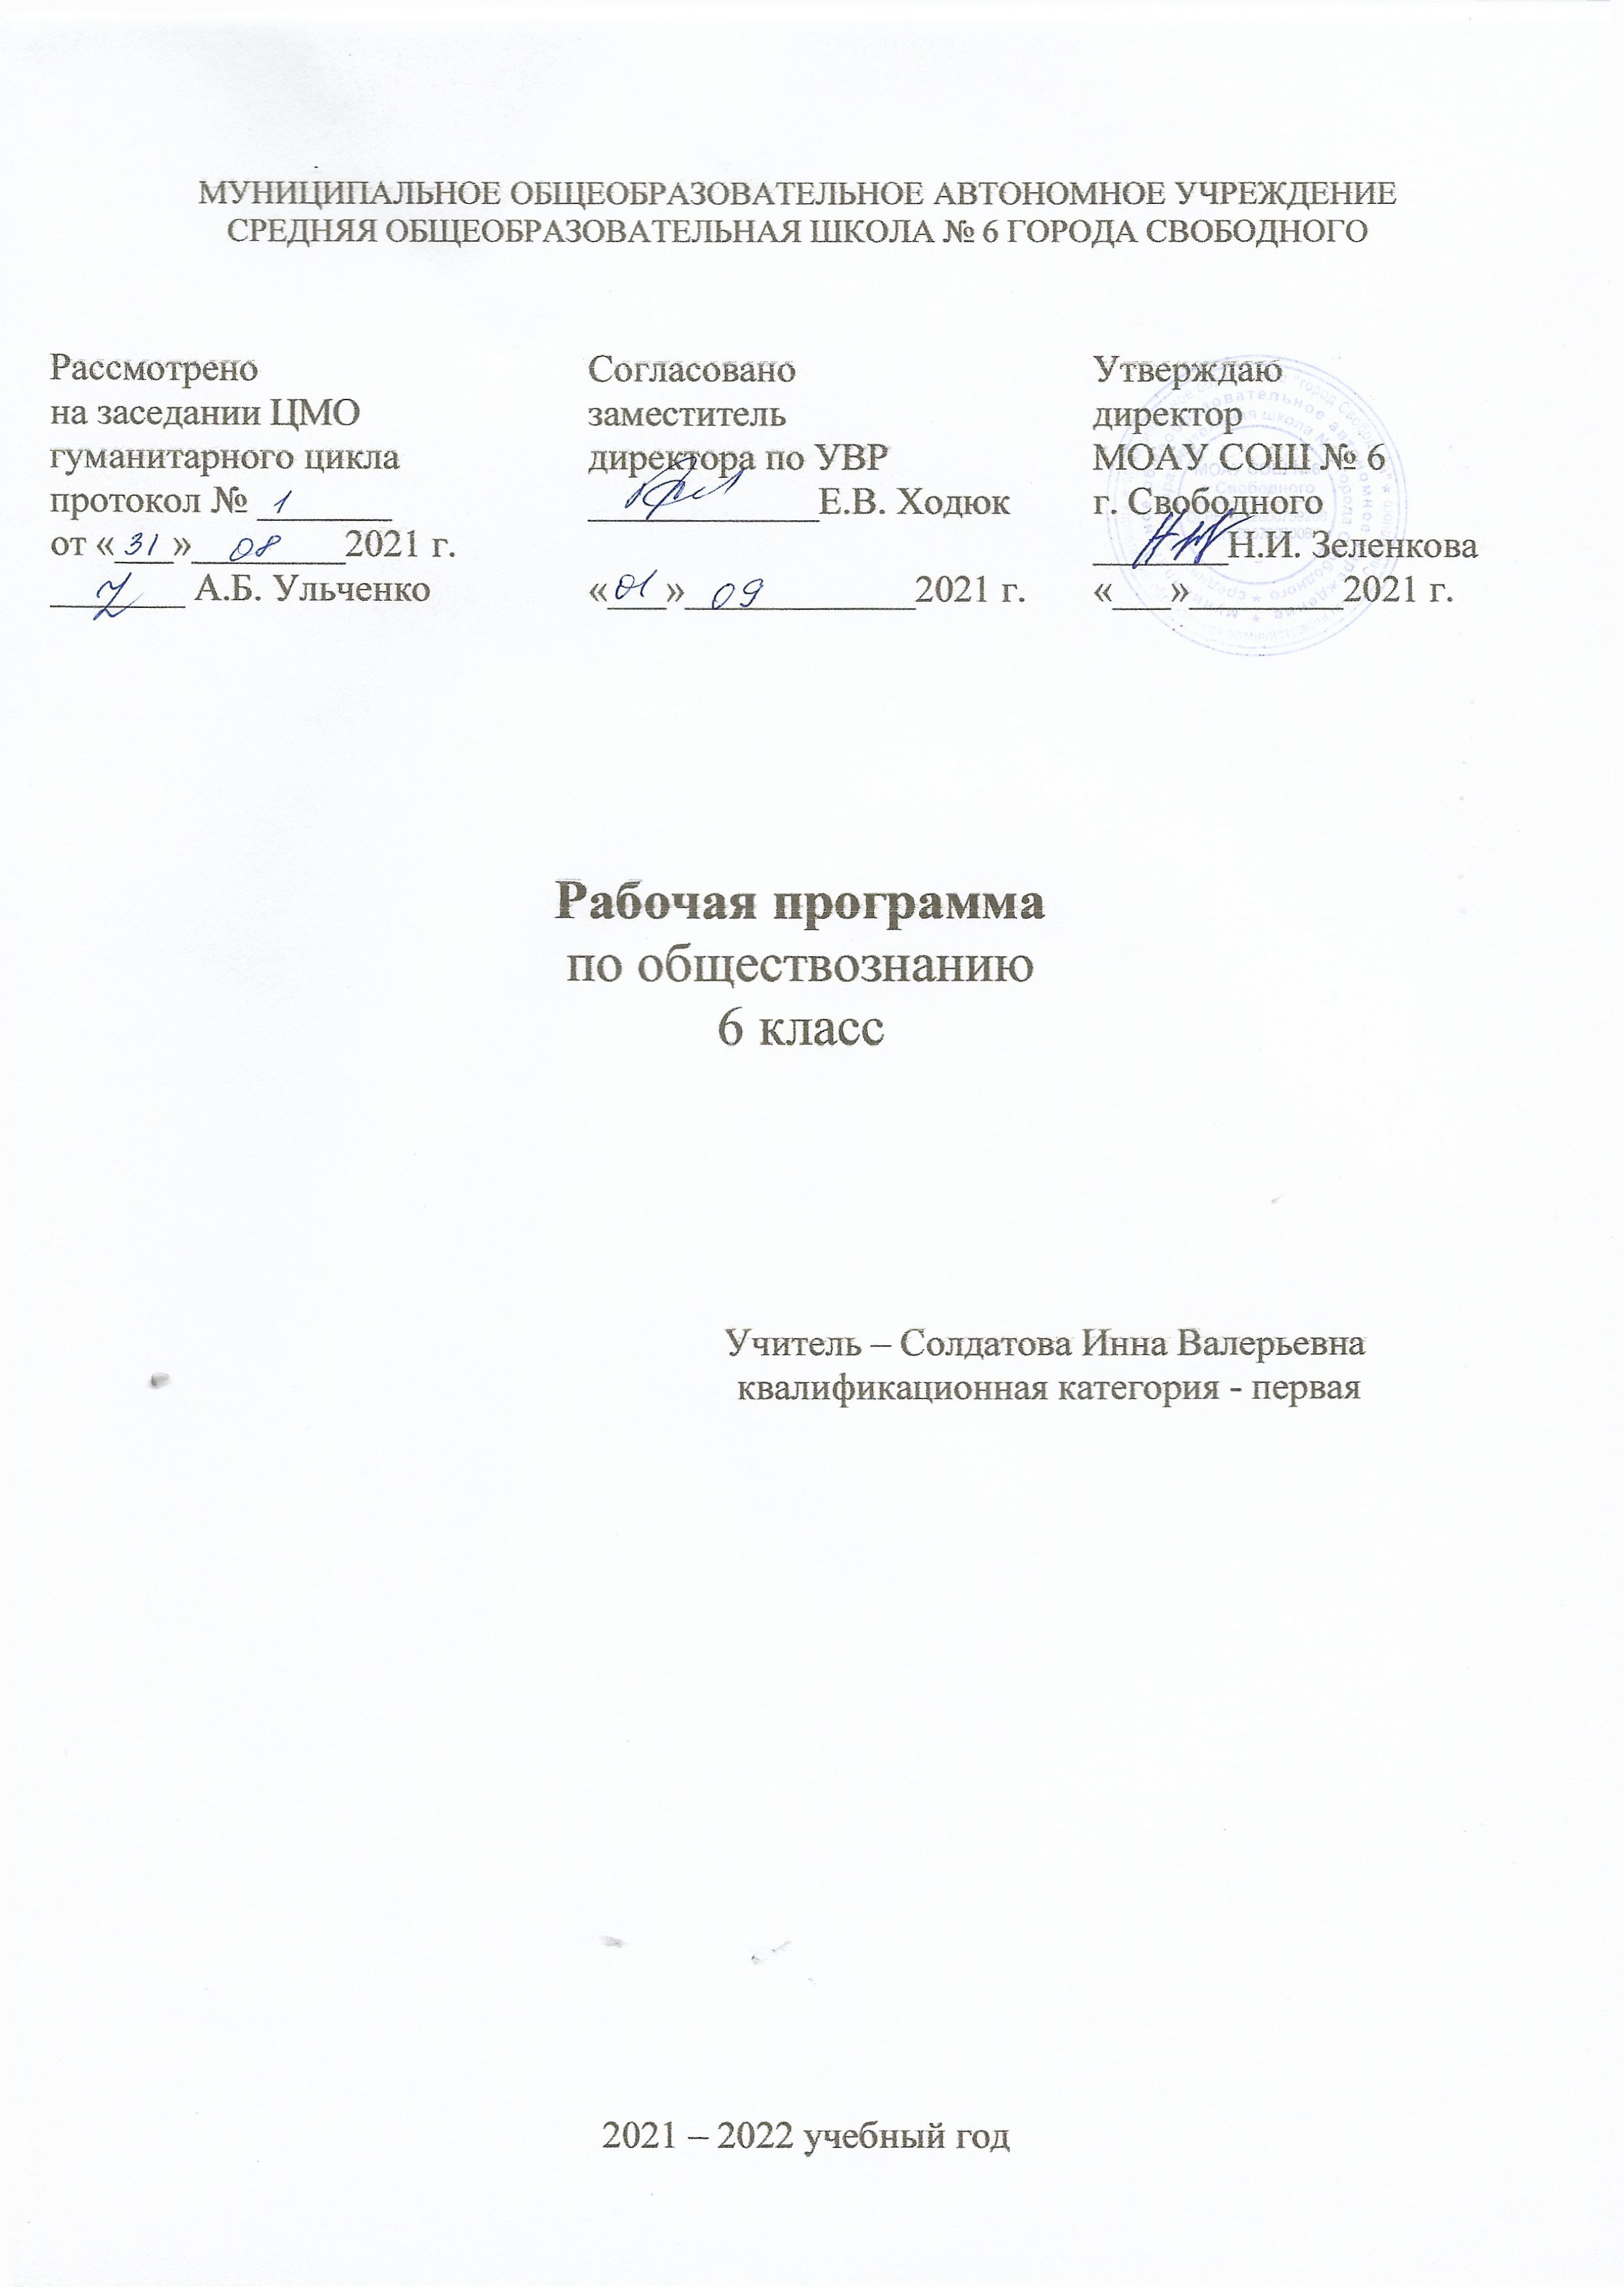 МУНИЦИПАЛЬНОЕ ОБЩЕОБРАЗОВАТЕЛЬНОЕ АВТОНОМНОЕ УЧРЕЖДЕНИЕ
СРЕДНЯЯ ОБЩЕОБРАЗОВАТЕЛЬНАЯ ШКОЛА № 6 ГОРОДА СВОБОДНОГО
Рассмотрено
на заседании ЦМО
гуманитарного цикла
протокол № 1
от «31» 08 2021 г.
А.Б. Ульченко
Согласовано
заместитель
директора по УВР
Е.В. Ходюк
«01» 09 2021 г.
Утверждаю
директор
МОАУ СОШ № 6
г. Свободного
Н.И. Зеленкова
«___»________2021 г.
Рабочая программа
по обществознанию
6 класс
Учитель – Солдатова Инна Валерьевна
квалификационная категория - первая
2021 – 2022 учебный год